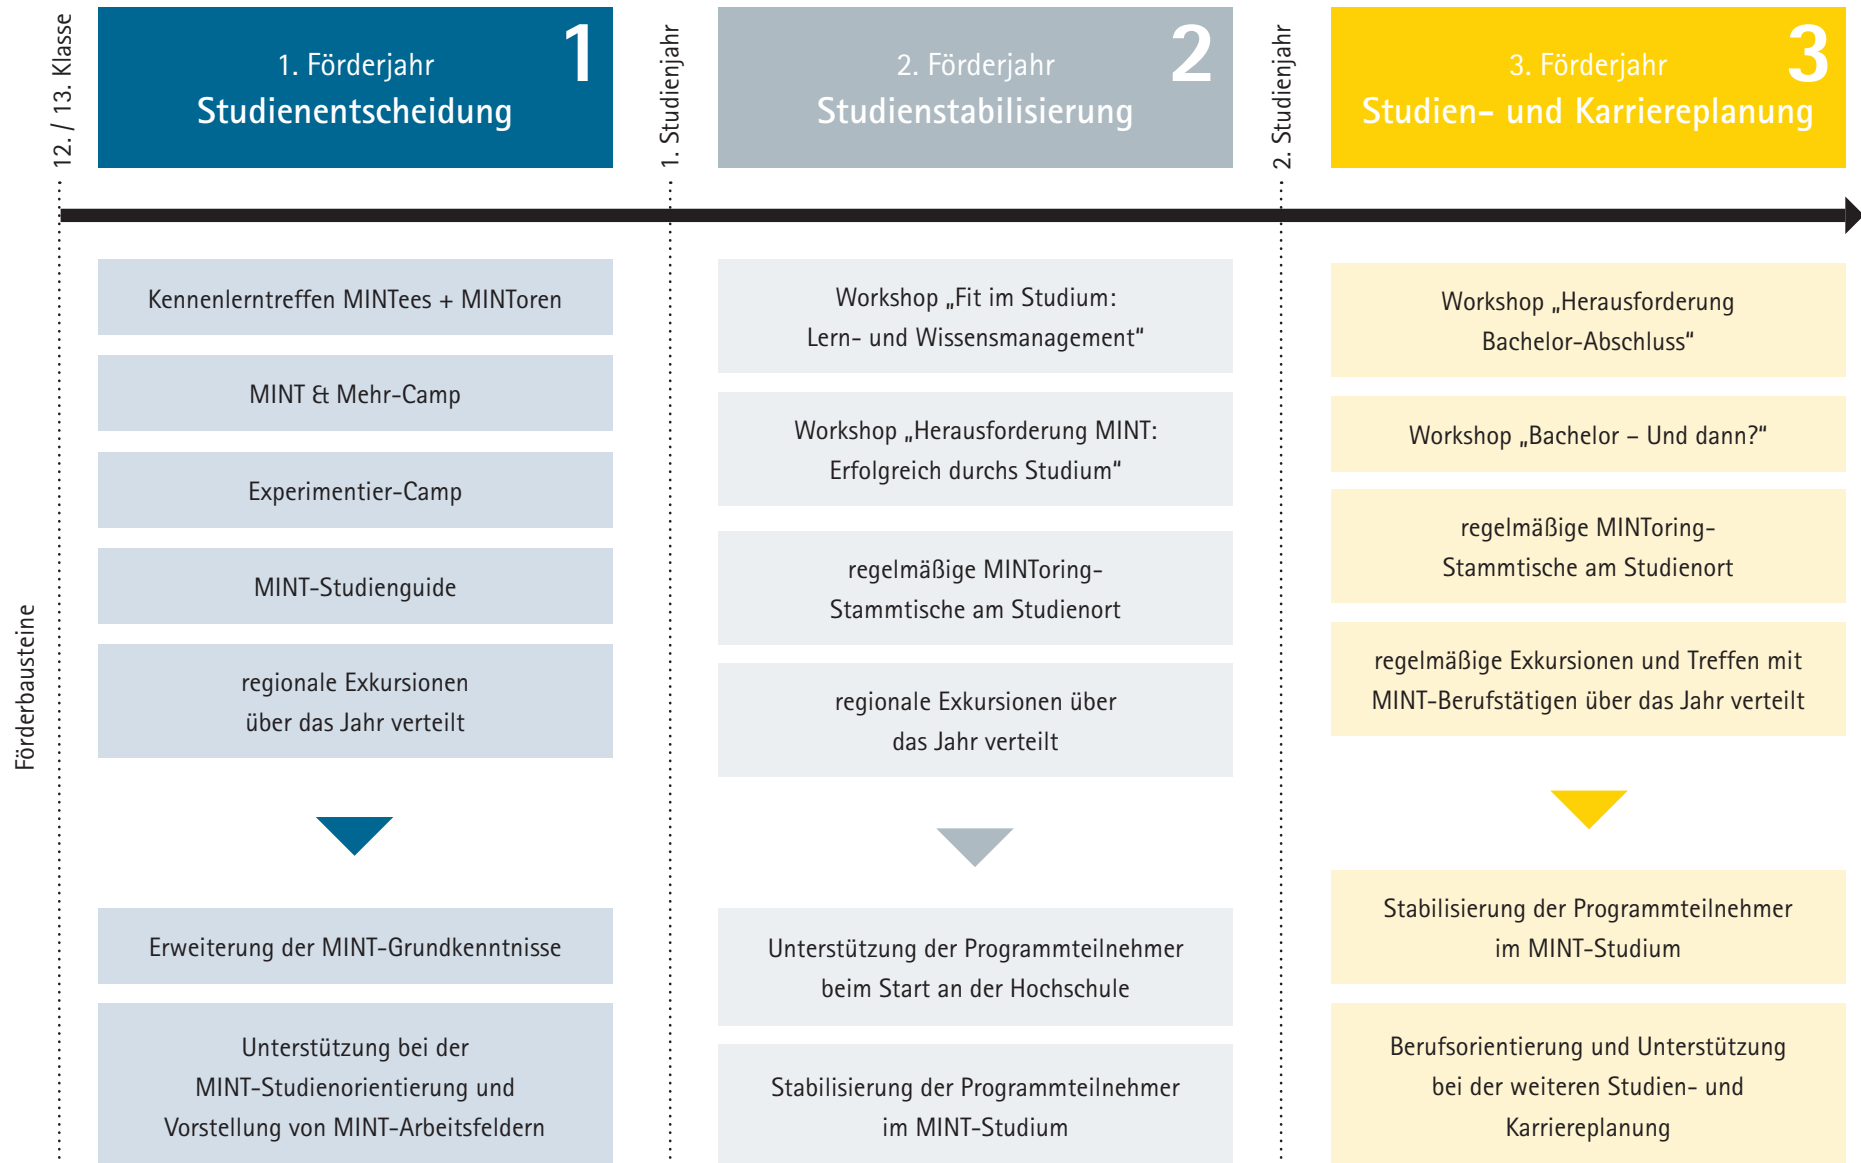 12. / 13. Klasse
1. Förderjahr
Studienentscheidung
1
1. Studienjahr
2. Förderjahr
Studienstabilisierung
2
2. Studienjahr
3. Förderjahr
Studien- und Karriereplanung
3
Förderbausteine
Kennenlerntreffen MINTees + MINToren
MINT & Mehr-Camp
Experimentier-Camp
MINT-Studienguide
regionale Exkursionen
über das Jahr verteilt
Erweiterung der MINT-Grundkenntnisse
Unterstützung bei der
MINT-Studienorientierung und
Vorstellung von MINT-Arbeitsfeldern
Workshop „Fit im Studium:
Lern- und Wissensmanagement“
Workshop „Herausforderung MINT:
Erfolgreich durchs Studium“
regelmäßige MINToring-
Stammtische am Studienort
regionale Exkursionen über
das Jahr verteilt
Unterstützung der Programmteilnehmer
beim Start an der Hochschule
Stabilisierung der Programmteilnehmer
im MINT-Studium
Workshop „Herausforderung
Bachelor-Abschluss“
Workshop „Bachelor – Und dann?“
regelmäßige MINToring-
Stammtische am Studienort
regelmäßige Exkursionen und Treffen mit
MINT-Berufstätigen über das Jahr verteilt
Stabilisierung der Programmteilnehmer
im MINT-Studium
Berufsorientierung und Unterstützung
bei der weiteren Studien- und
Karriereplanung